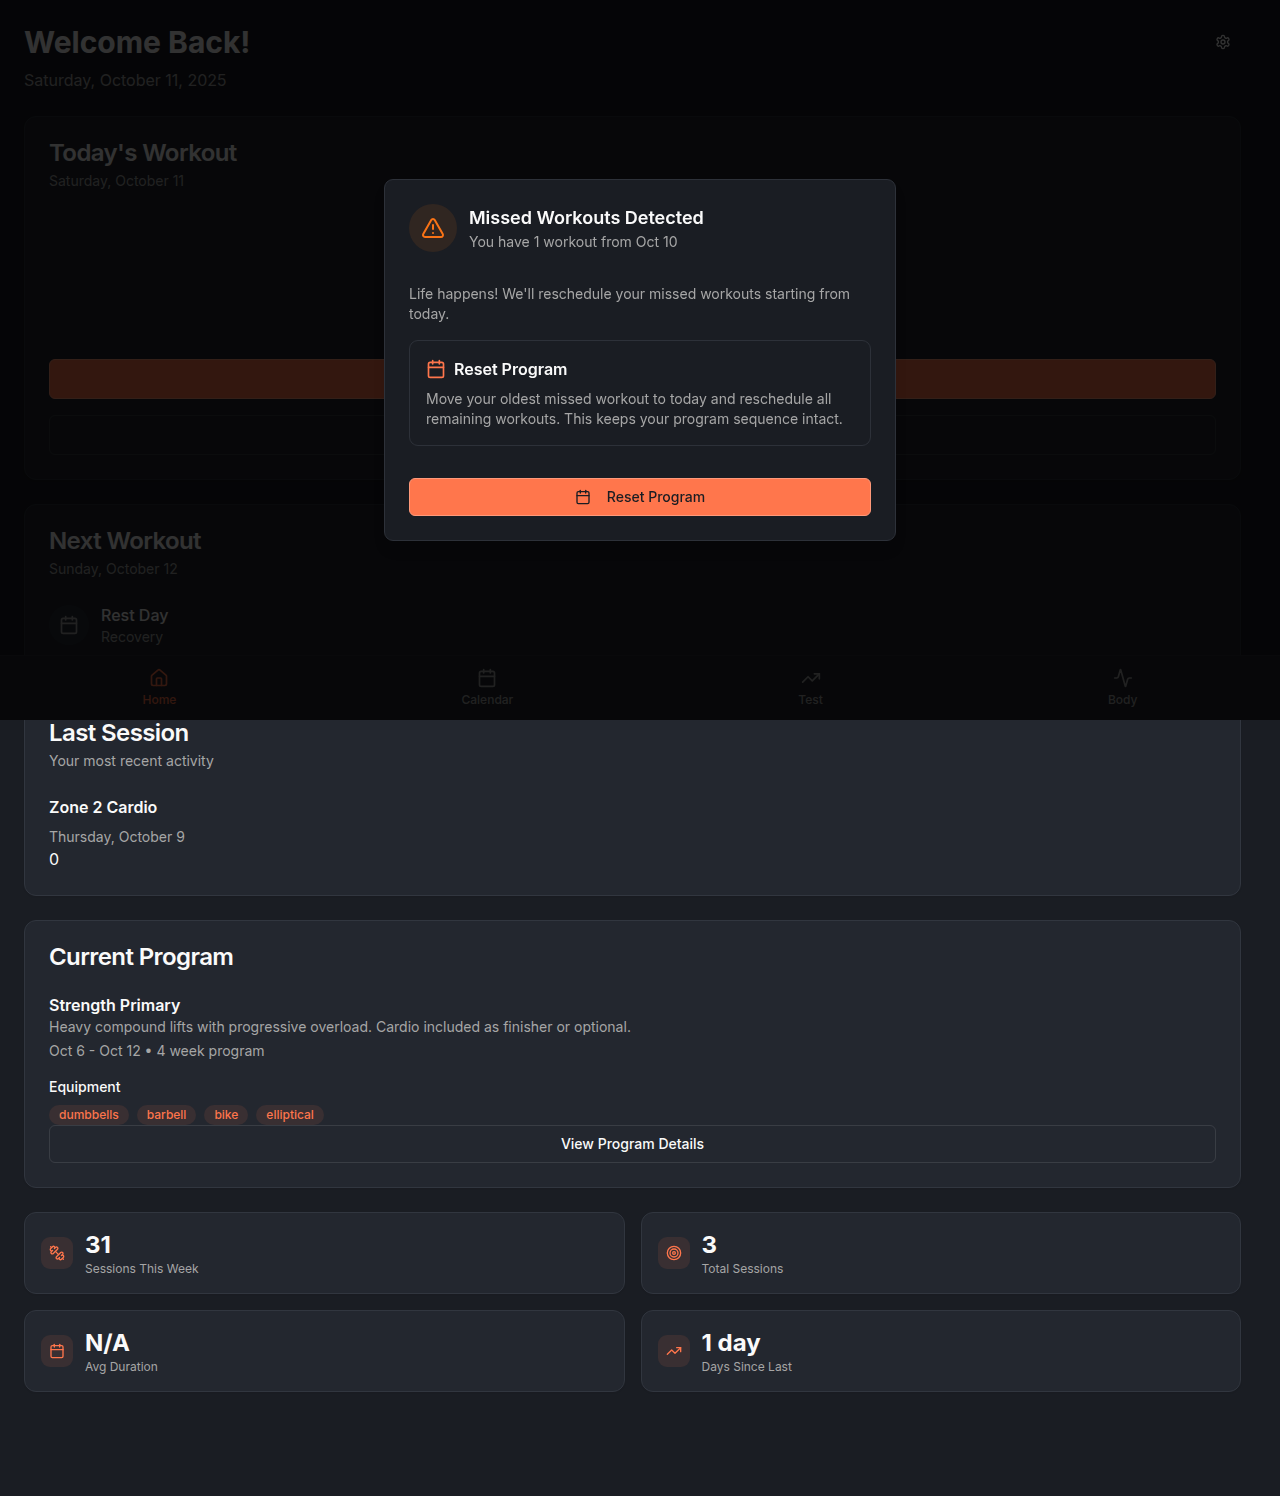 Welcome Back!
Saturday, October 11, 2025
Today's Workout
Saturday, October 11
Missed Workouts Detected
You have 1 workout from Oct 10
Life happens! We'll reschedule your missed workouts starting from
today.
Reset Program
Move your oldest missed workout to today and reschedule all
remaining workouts. This keeps your program sequence intact.
Reset Program
Next Workout
Sunday, October 12
Rest Day
Recovery
Home
Calendar
Test
Body
Last Session
Your most recent activity
Zone 2 Cardio
Thursday, October 9
0
Current Program
Strength Primary
Heavy compound lifts with progressive overload. Cardio included as finisher or optional.
Oct 6 - Oct 12 • 4 week program
Equipment
dumbbells barbell bike elliptical
View Program Details
31
Sessions This Week
3
Total Sessions
N/A
Avg Duration
1 day
Days Since Last